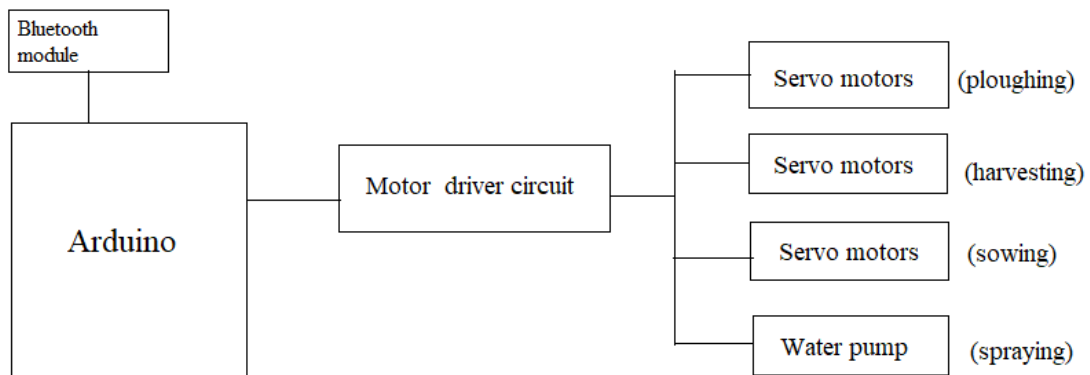 Bluetooth
module
Arduino
Motor driver circuit
Servo motors (ploughing)
Servo motors (harvesting)
Servo motors (sowing)
Water pump (spraying)